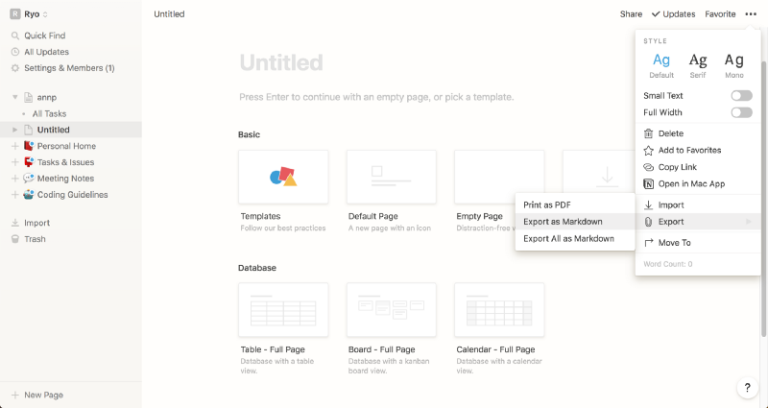 R Ryo
Quick Find
All Updates
Settings & Members (1)
annp
All Tasks
Untitled
Personal Home
Tasks & Issues
Meeting Notes
Coding Guidelines
Import
Trash
New Page
Untitled
Share
Updates
Favorite
Untitled
Press Enter to continue with an empty page, or pick a template.
Basic
Templates
Follow our best practices
Default Page
A new page with an icon
Empty Page
Distraction-free
Database
Table - Full Page
Database with a table
view.
Board - Full Page
Database with a kanban
board view.
Calendar - Full Page
Database with a calendar
view.
STYLE
Ag Ag Ag
Default Serif Mono
Small Text
Full Width
Delete
Add to Favorites
Copy Link
Open in Mac App
Import
Export
Move To
Word Count: 0
Print as PDF
Export as Markdown
Export All as Markdown
?